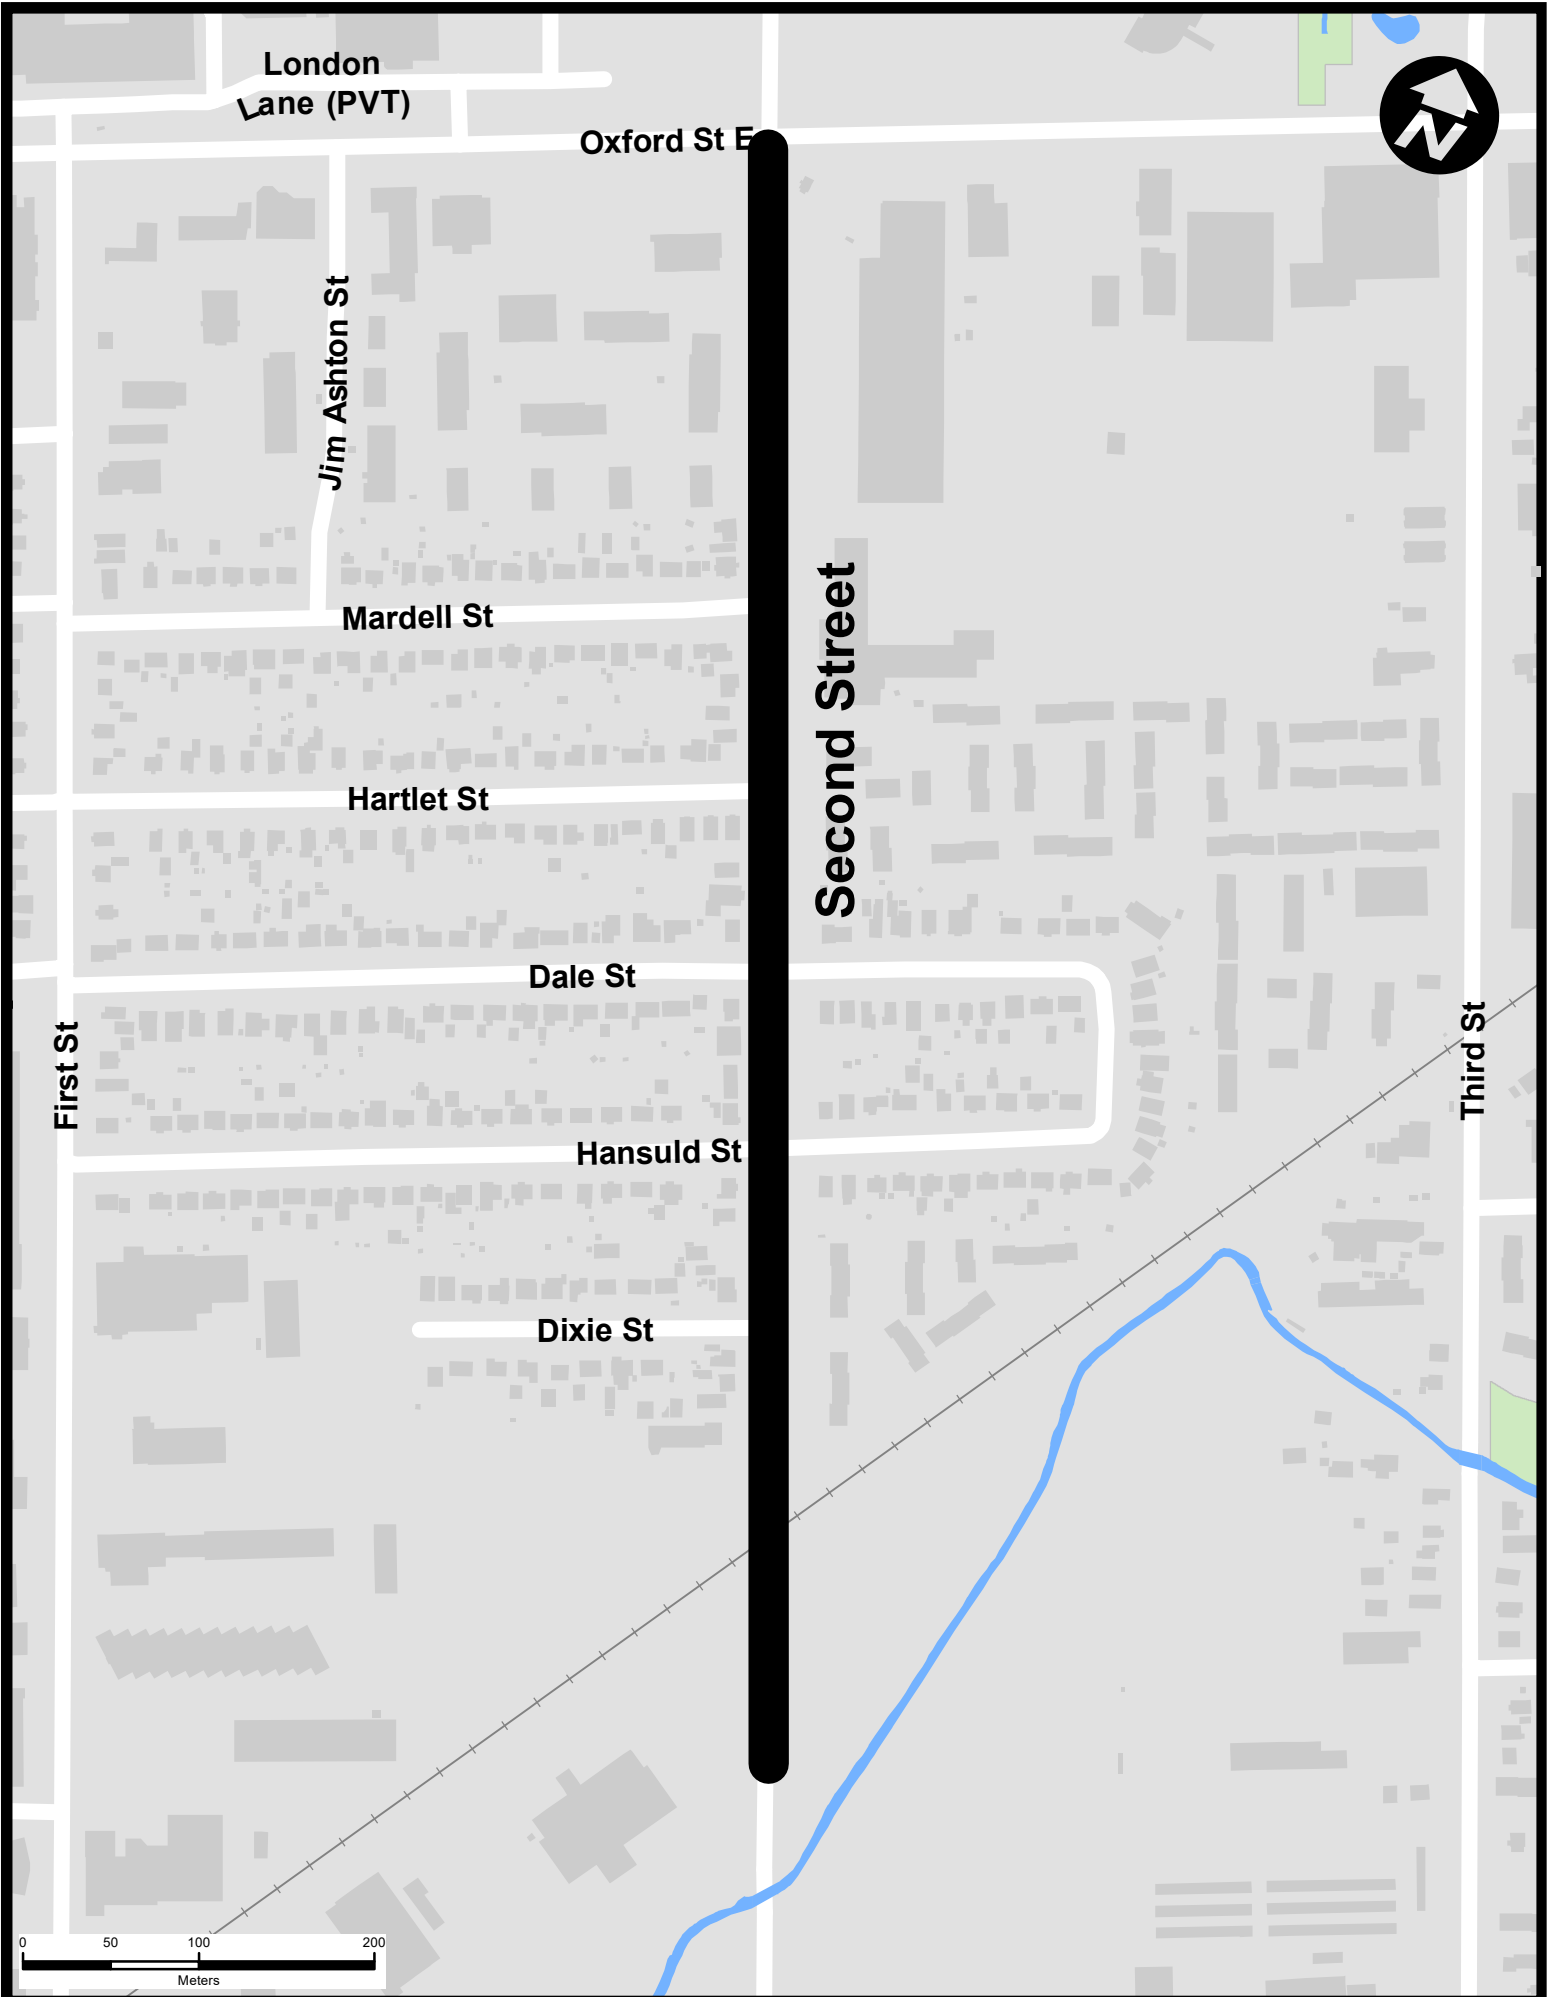 London
Lane (PVT)
Oxford St E
N
Jim Ashton St
Mardell St
Second Street
Hartlet St
Dale St
First St
Third St
Hansuld St
Dixie St
0 50 100 200
Meters